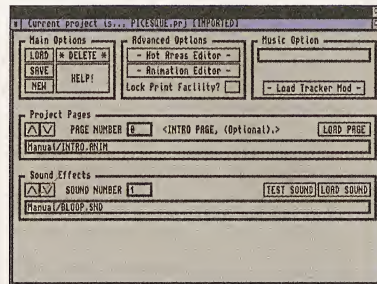 Current project is... PICESQUE.prj [IMPORTED]
Main Options
LOAD
* DELETE *
SAVE
HELP!
NEW
Advanced Options
- Hot Areas Editor -
- Animation Editor -
Lock Print Facility?
Music Option
- Load Tracker Mod -
Project Pages
PAGE NUMBER 0 <INTRO PAGE, (Optional).> LOAD PAGE
Manual/INTRO.ANIM
Sound Effects
SOUND NUMBER 1 TEST SOUND LOAD SOUND
Manual/BLOOP.SND